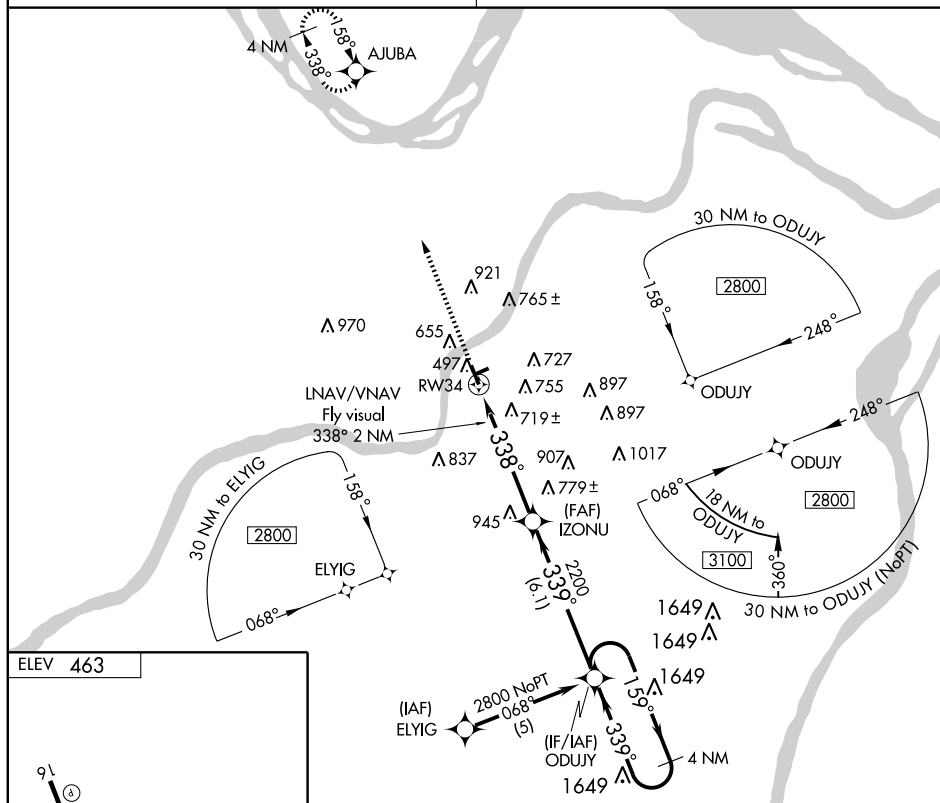 158°
4 NM
338°
AJUBA
30 NM to ODUJY
2800
158°
248°
ODUJY
921
765 ±
970
655
497
727
RW34
755
897
LNAV/VNAV
Fly visual
338° 2 NM
719 ±
897
338°
837
907
1017
779 ±
945
(FAF)
IZONU
30 NM to ELYIG
158°
2800
ELYIG
068°
248°
ODUJY
068°
18 NM to
ODUJY
2800
3100
360°
30 NM to ODUJY (NoPT)
2200
339°
(6.1)
1649
1649
1649
ELEV 463
(IAF)
ELYIG
2800 NoPT
068°
(5)
(IF/IAF)
ODUJY
159°
339°
4 NM
1649
16
P